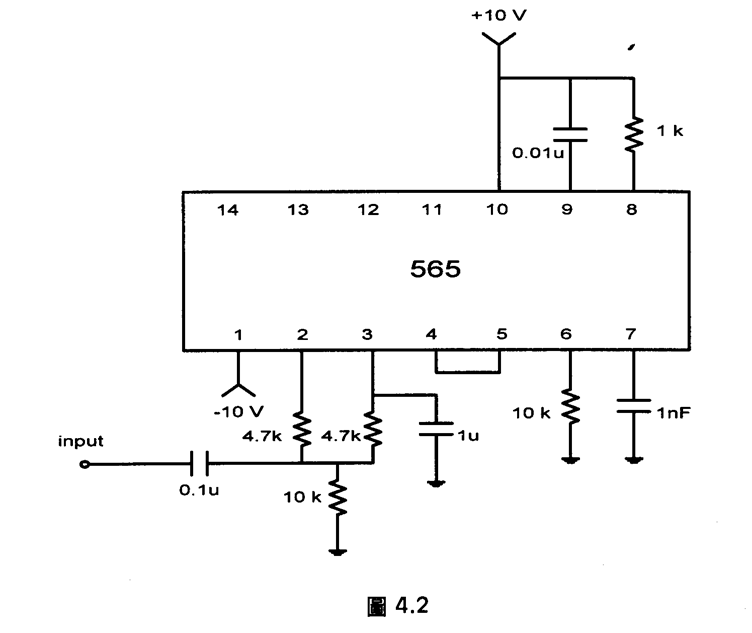 +10 V
0.01u
1 k
14 13 12 11 10 9 8
565
1 2 3 4 5 6 7
-10 V
4.7k 4.7k
1u
10 k
1nF
input
0.1u
10 k
圖 4.2